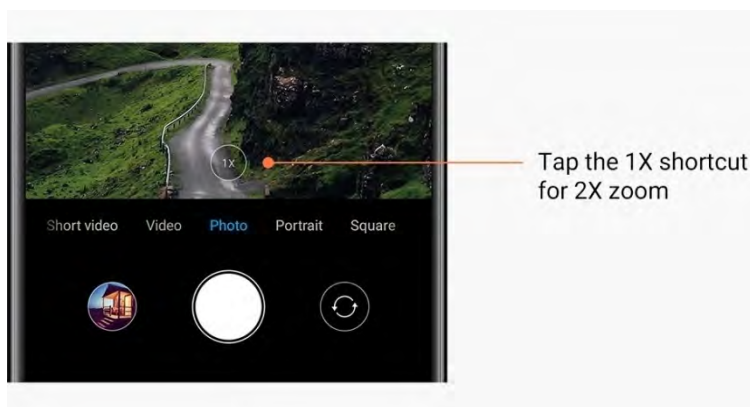 1X
Tap the 1X shortcut
for 2X zoom
Short video Video Photo Portrait Square